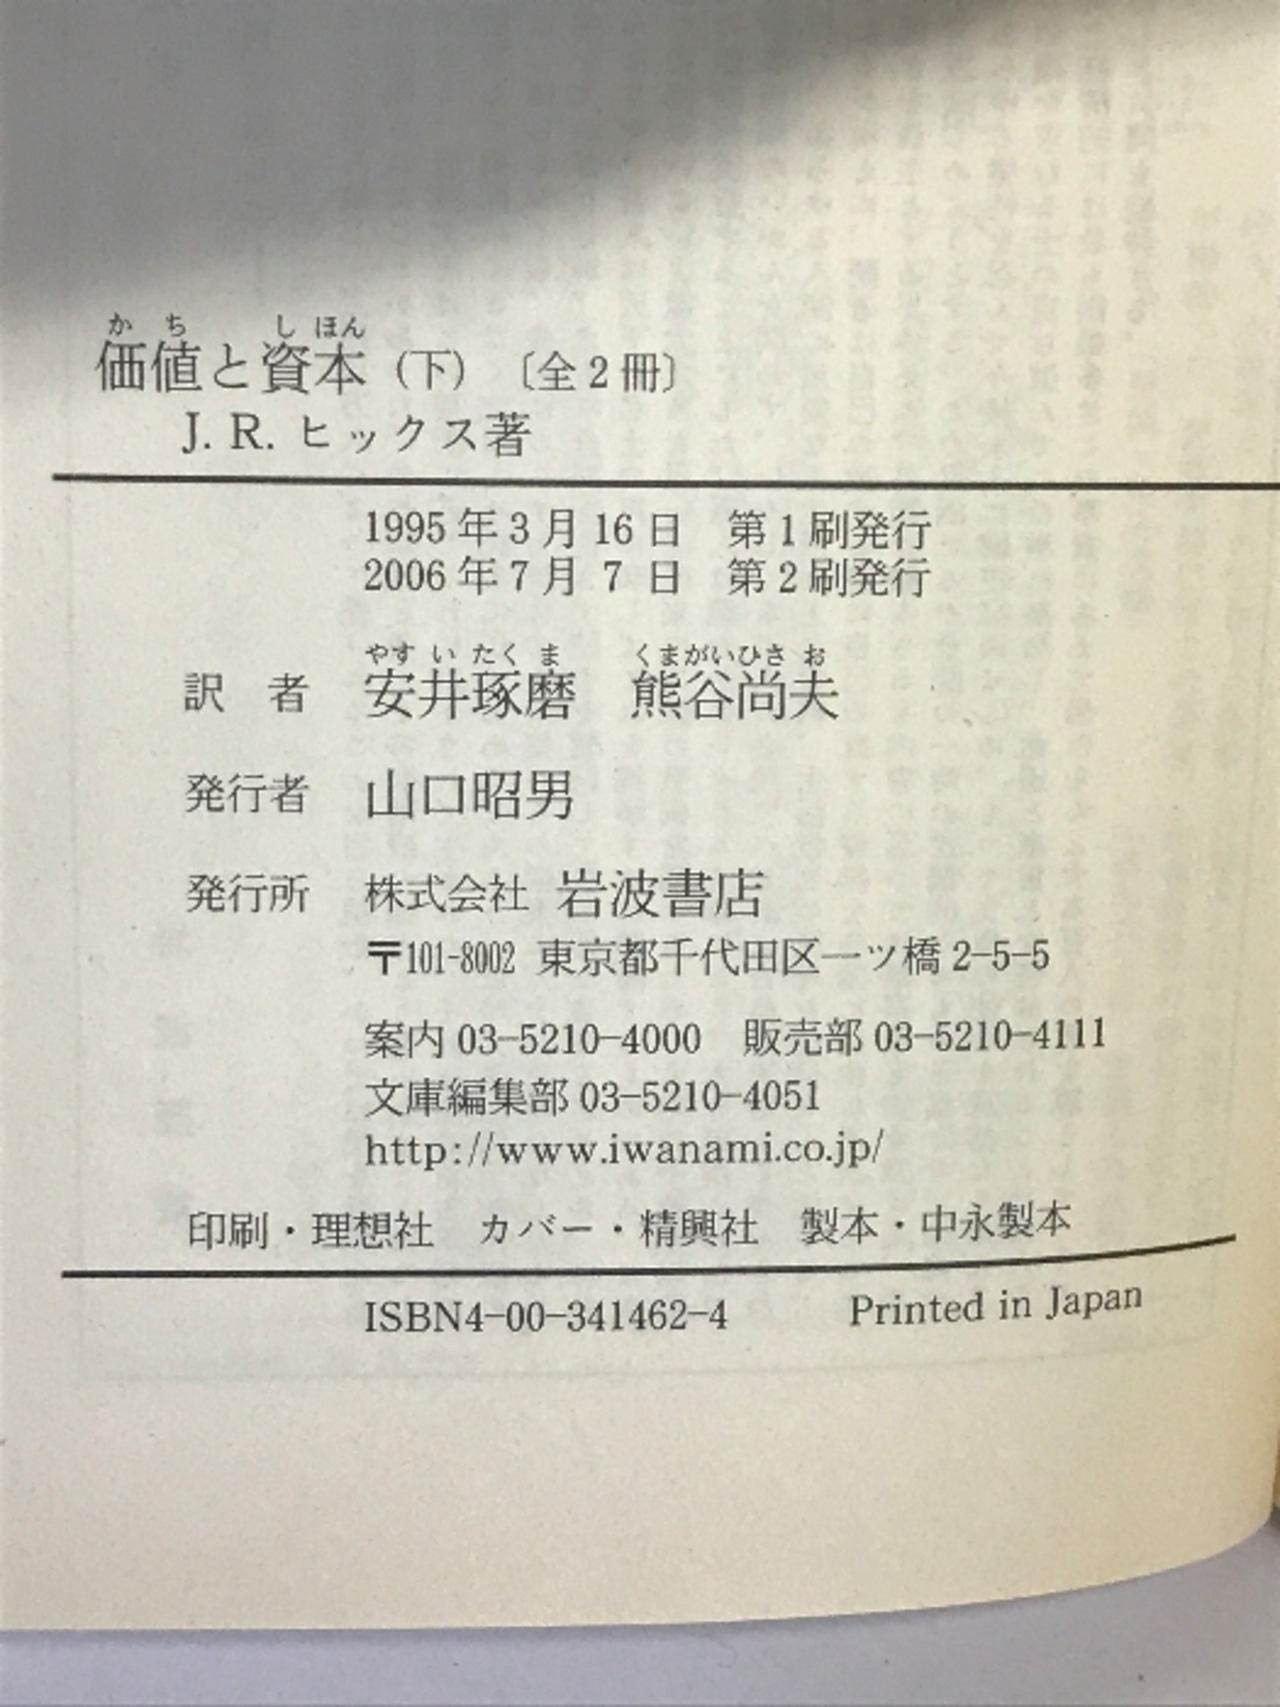 かち しほん
価値と資本（下）〔全2冊〕
J. R. ヒックス著
1995年3月16日　第1刷発行
2006年7月7日　第2刷発行
やすいたくま　くまがいひさお
訳　者　安井琢磨　熊谷尚夫
発行者　山口昭男
発行所　株式会社 岩波書店
〒101-8002 東京都千代田区一ツ橋2-5-5
案内 03-5210-4000　販売部 03-5210-4111
文庫編集部 03-5210-4051
http://www.iwanami.co.jp/
印刷・理想社　カバー・精興社　製本・中永製本
ISBN4-00-341462-4　Printed in Japan